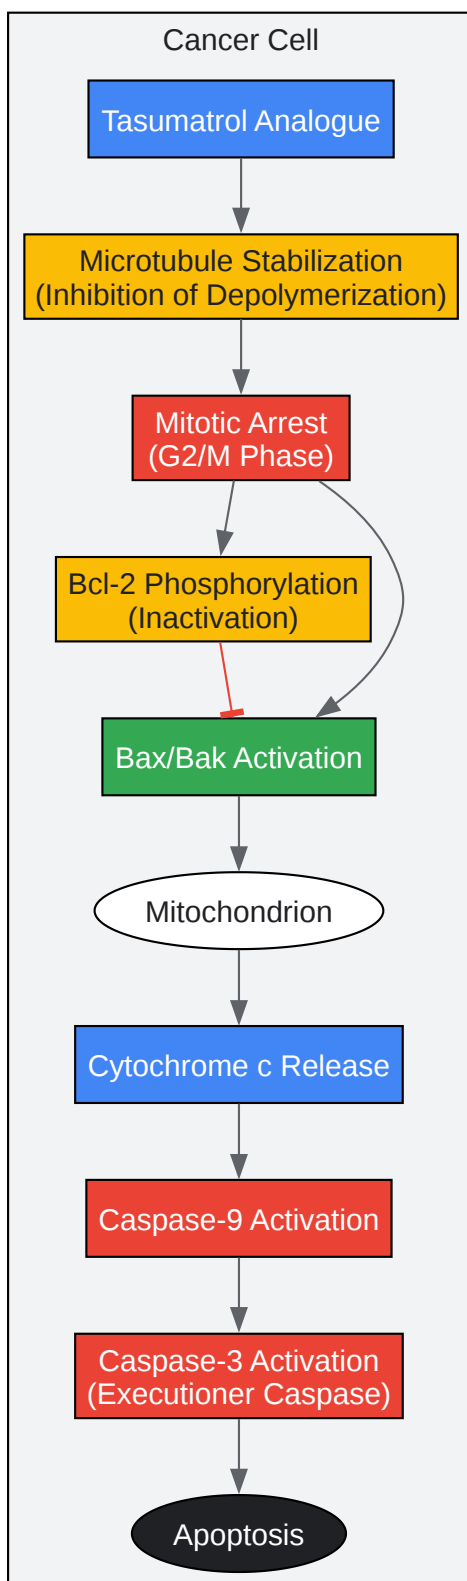 Cancer Cell
Tasumatrol Analogue
Microtubule Stabilization
(Inhibition of Depolymerization)
Mitotic Arrest
(G2/M Phase)
Bcl-2 Phosphorylation
(Inactivation)
Bax/Bak Activation
Mitochondrion
Cytochrome c Release
Caspase-9 Activation
Caspase-3 Activation
(Executioner Caspase)
Apoptosis